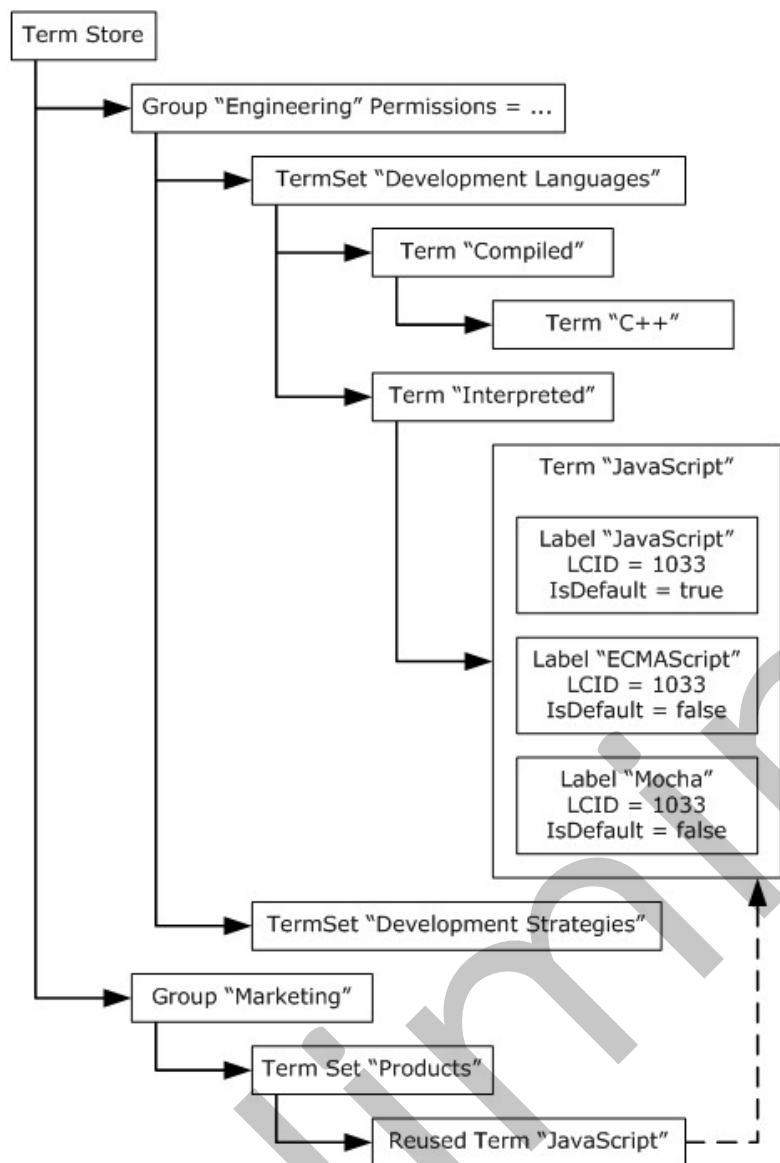 Term Store
Group “Engineering” Permissions = ...
TermSet “Development Languages”
Term “Compiled”
Term “C++”
Term “Interpreted”
Term “JavaScript”
Label “JavaScript”
LCID = 1033
IsDefault = true
Label “ECMAScript”
LCID = 1033
IsDefault = false
Label “Mocha”
LCID = 1033
IsDefault = false
TermSet “Development Strategies”
Group “Marketing”
Term Set “Products”
Reused Term “JavaScript”